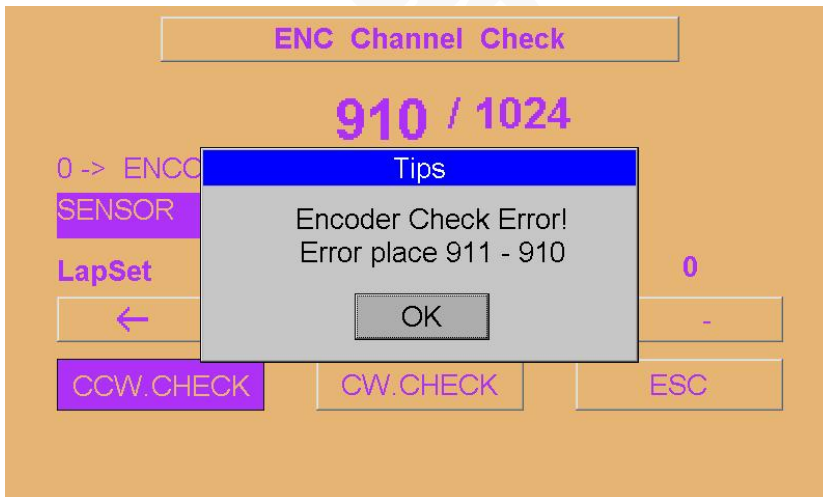 ENC Channel Check
910 / 1024
0 -> ENCO
Tips
SENSOR
Encoder Check Error!
Error place 911 - 910
LapSet
0
←
OK
-
CCW.CHECK
CW.CHECK
ESC